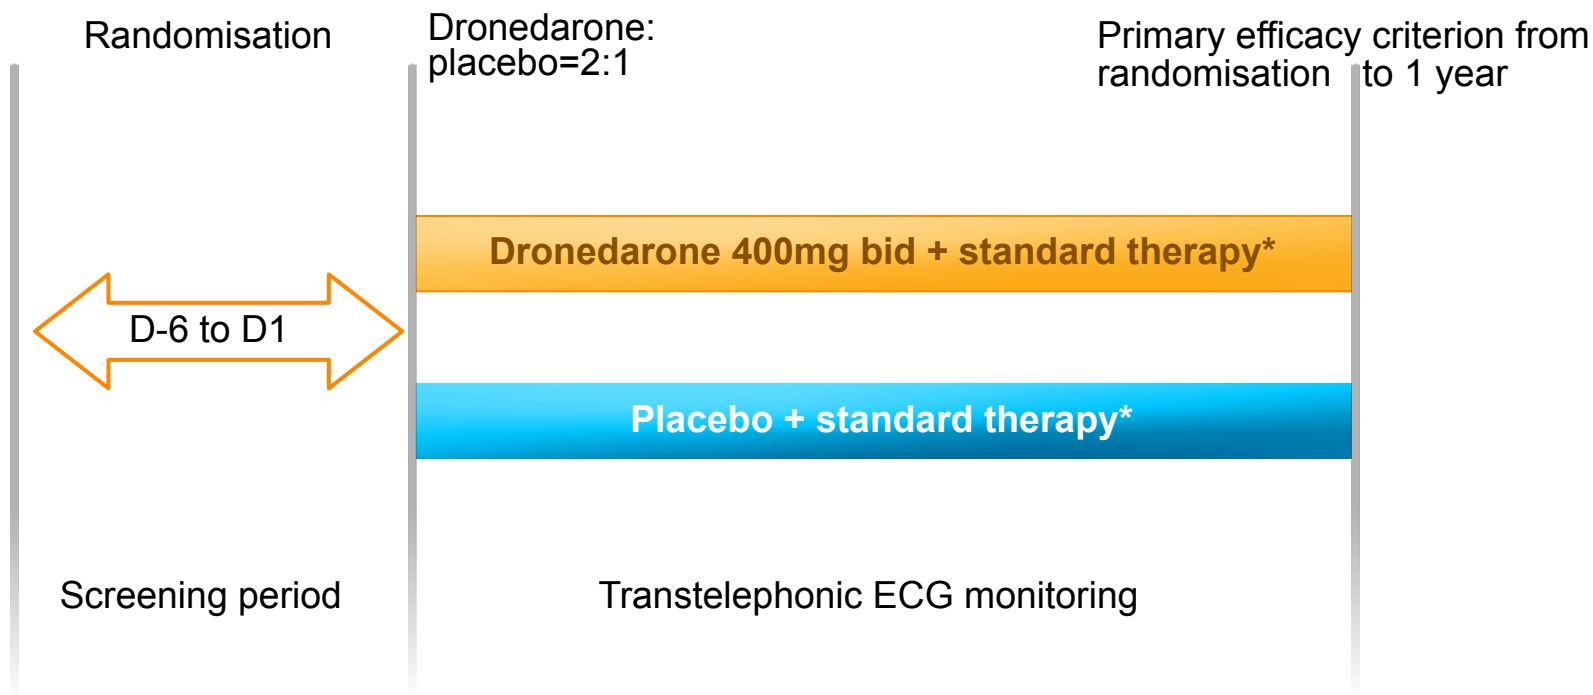 Randomisation
Dronedarone:
placebo=2:1
Primary efficacy criterion from
randomisation to 1 year
Dronedarone 400mg bid + standard therapy*
D-6 to D1
Placebo + standard therapy*
Screening period
Transtelephonic ECG monitoring